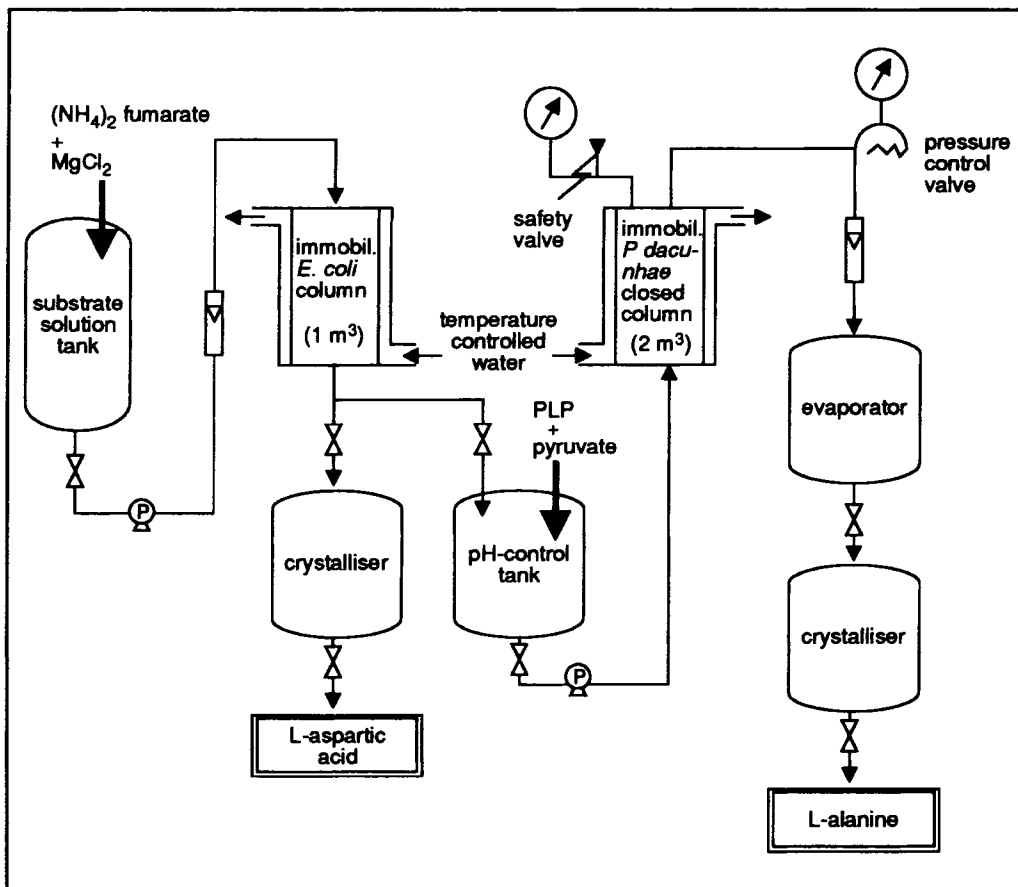 (NH4)2 fumarate
+
MgCl2
substrate
solution
tank
P
immobil.
E. coli
column
(1 m3)
temperature
controlled
water
safety
valve
immobil.
P dacu-
nhae
closed
column
(2 m3)
pressure
control
valve
PLP
+
pyruvate
crystalliser
pH-control
tank
P
evaporator
crystalliser
L-aspartic
acid
L-alanine